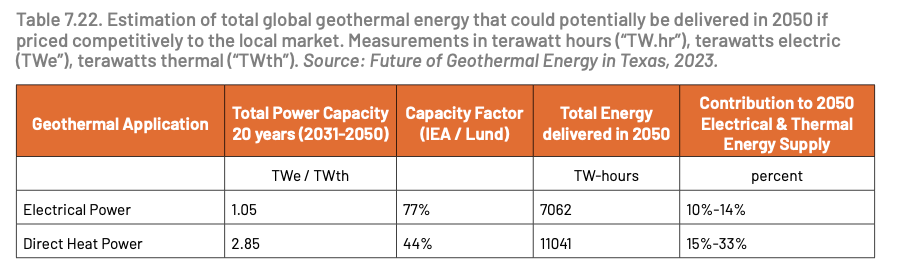 Table 7.22. Estimation of total global geothermal energy that could potentially be delivered in 2050 if
priced competitively to the local market. Measurements in terawatt hours (“TW.hr”), terawatts electric
(TWe”), terawatts thermal (“TWth”). Source: Future of Geothermal Energy in Texas, 2023.
Geothermal Application
Total Power Capacity
20 years (2031-2050)
Capacity Factor
(IEA / Lund)
Total Energy
delivered in 2050
Contribution to 2050
Electrical & Thermal
Energy Supply
TWe / TWth
TW-hours
percent
Electrical Power
1.05
77%
7062
10%-14%
Direct Heat Power
2.85
44%
11041
15%-33%